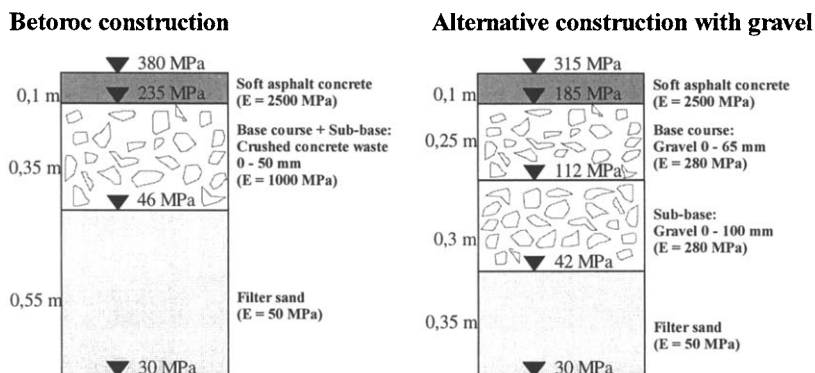 Betoroc construction
380 MPa
0,1 m
235 MPa
Soft asphalt concrete
(E = 2500 MPa)
0,35 m
Base course + Sub-base:
Crushed concrete waste
0 - 50 mm
(E = 1000 MPa)
46 MPa
0,55 m
Filter sand
(E = 50 MPa)
30 MPa
Alternative construction with gravel
315 MPa
0,1 m
185 MPa
Soft asphalt concrete
(E = 2500 MPa)
0,25 m
Base course:
Gravel 0 - 65 mm
(E = 280 MPa)
112 MPa
0,3 m
Sub-base:
Gravel 0 - 100 mm
(E = 280 MPa)
42 MPa
0,35 m
Filter sand
(E = 50 MPa)
30 MPa